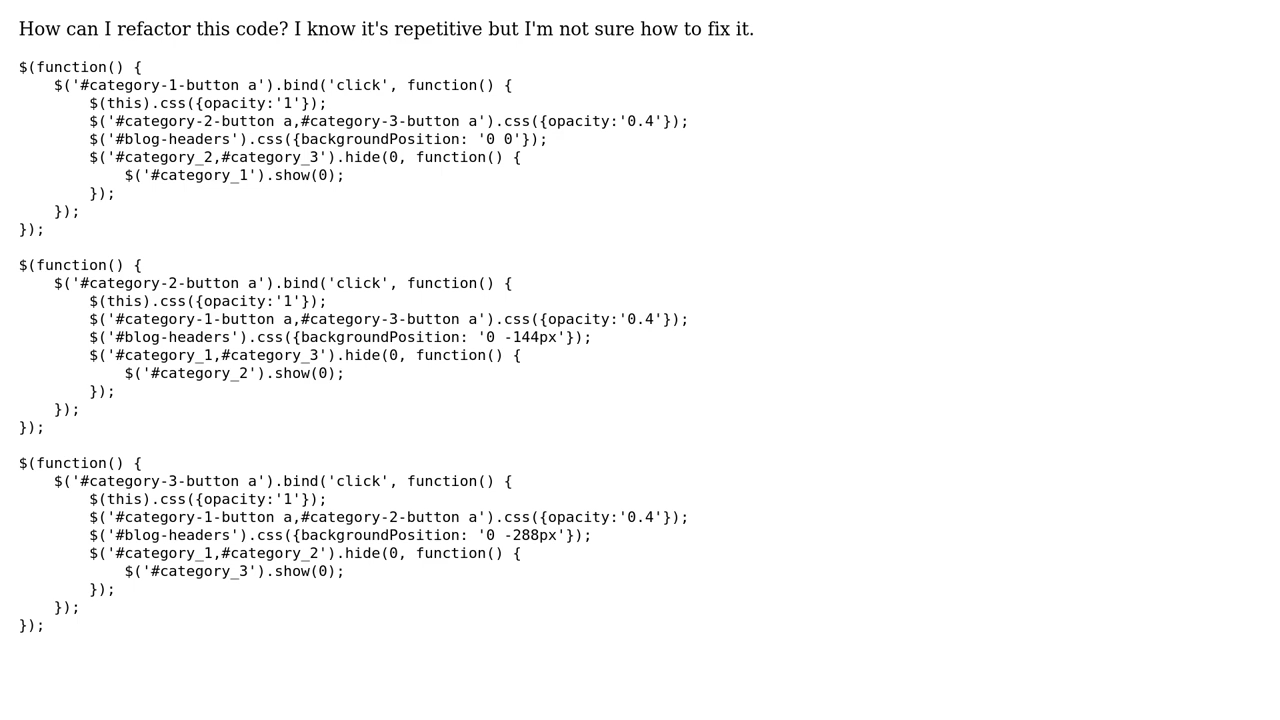 How can I refactor this code? I know it's repetitive but I'm not sure how to fix it.
$(function() {
    $('#category-1-button a').bind('click', function() {
        $(this).css({opacity:'1'});
        $('#category-2-button a,#category-3-button a').css({opacity:'0.4'});
        $('#blog-headers').css({backgroundPosition: '0 0'});
        $('#category_2,#category_3').hide(0, function() {
            $('#category_1').show(0);
        });
    });
});

$(function() {
    $('#category-2-button a').bind('click', function() {
        $(this).css({opacity:'1'});
        $('#category-1-button a,#category-3-button a').css({opacity:'0.4'});
        $('#blog-headers').css({backgroundPosition: '0 -144px'});
        $('#category_1,#category_3').hide(0, function() {
            $('#category_2').show(0);
        });
    });
});

$(function() {
    $('#category-3-button a').bind('click', function() {
        $(this).css({opacity:'1'});
        $('#category-1-button a,#category-2-button a').css({opacity:'0.4'});
        $('#blog-headers').css({backgroundPosition: '0 -288px'});
        $('#category_1,#category_2').hide(0, function() {
            $('#category_3').show(0);
        });
    });
});